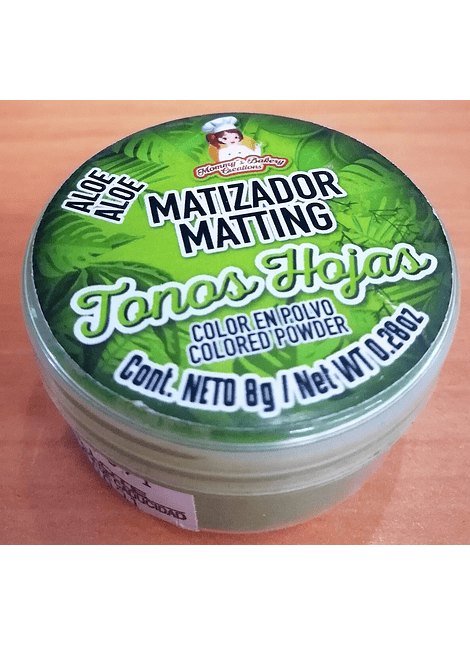 Mommy's Bakery
Creations
ALOE
ALOE
MATIZADOR
MATTING
Tonos Hojas
COLOR EN POLVO
COLORED POWDER
Cont. NETO 8g / Net WT 0.28oz